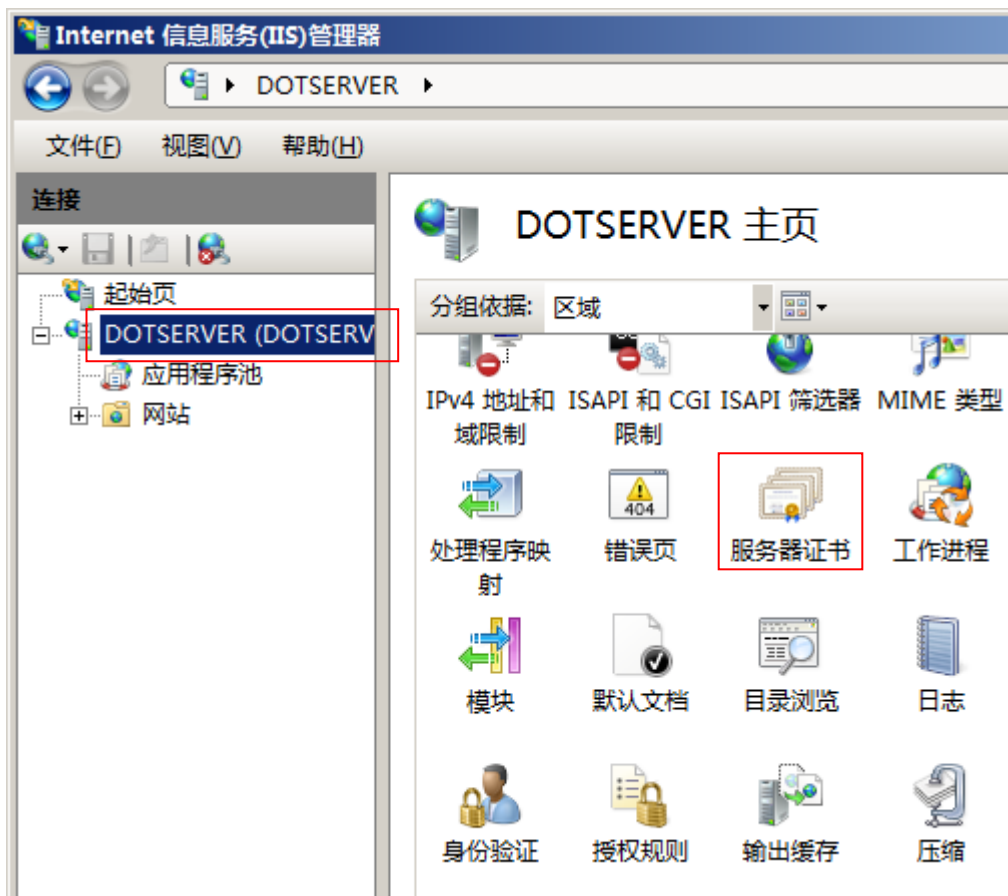 Internet 信息服务(IIS)管理器
DOTSERVER
文件(F) 视图(V) 帮助(H)
连接
起始页
DOTSERVER (DOTSERV
应用程序池
网站
DOTSERVER 主页
分组依据: 区域
IPv4 地址和 ISAPI 和 CGI ISAPI 筛选器 MIME 类型
域限制 限制
404
处理程序映 错误页 服务器证书 工作进程
射
模块 默认文档 目录浏览 日志
身份验证 授权规则 输出缓存 压缩